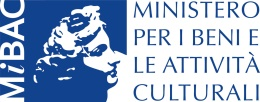 MiBAC
MINISTERO
PER I BENI E
LE ATTIVITÀ
CULTURALI